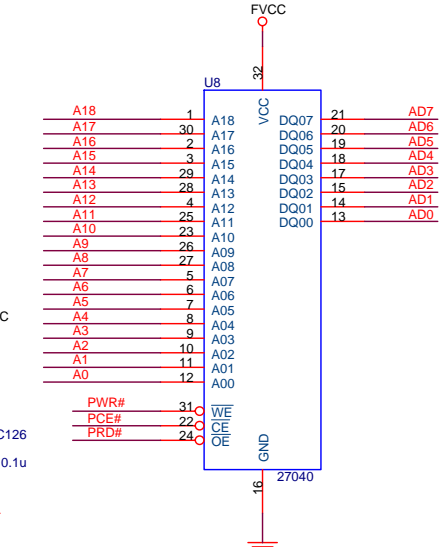 FVCC
32
U8
VCC
A18 1 A18 DQ07 21 AD7
A17 30 A17 DQ06 20 AD6
A16 2 A16 DQ05 19 AD5
A15 3 A15 DQ04 18 AD4
A14 29 A14 DQ03 17 AD3
A13 28 A13 DQ02 15 AD2
A12 4 A12 DQ01 14 AD1
A11 25 A11 DQ00 13 AD0
A10 23 A10
A9 26 A09
A8 27 A08
A7 5 A07
A6 6 A06
A5 7 A05
C
A4 8 A04
A3 9 A03
A2 10 A02
A1 11 A01
A0 12 A00
PWR# 31 WE
PCE# 22 CE
PRD# 24 OE
C126
0.1u
GND
16
27040